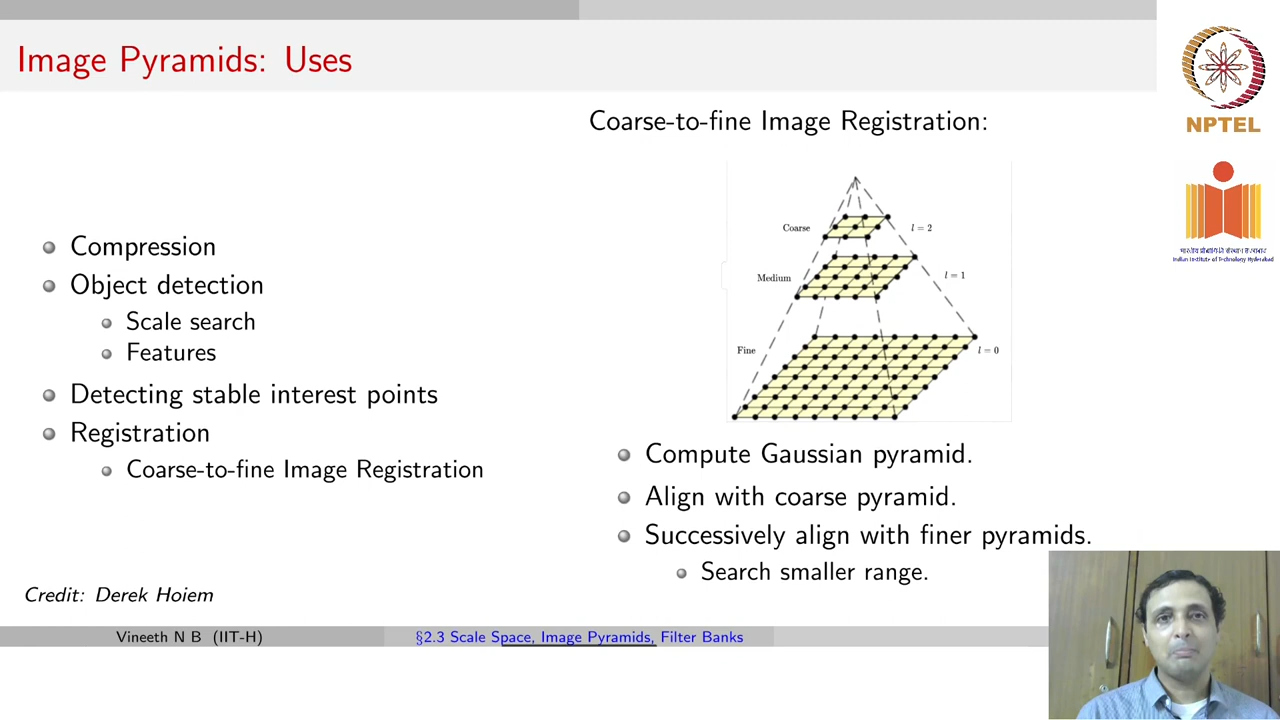 Image Pyramids: Uses
NPTEL
भारतीय प्रौद्योगिकी संस्थान हैदराबाद
Indian Institute of Technology Hyderabad
Compression
Object detection
Scale search
Features
Detecting stable interest points
Registration
Coarse-to-fine Image Registration
Credit: Derek Hoiem
Coarse-to-fine Image Registration:
Coarse
l = 2
Medium
l = 1
Fine
l = 0
Compute Gaussian pyramid.
Align with coarse pyramid.
Successively align with finer pyramids.
Search smaller range.
Vineeth N B (IIT-H)
§2.3 Scale Space, Image Pyramids, Filter Banks